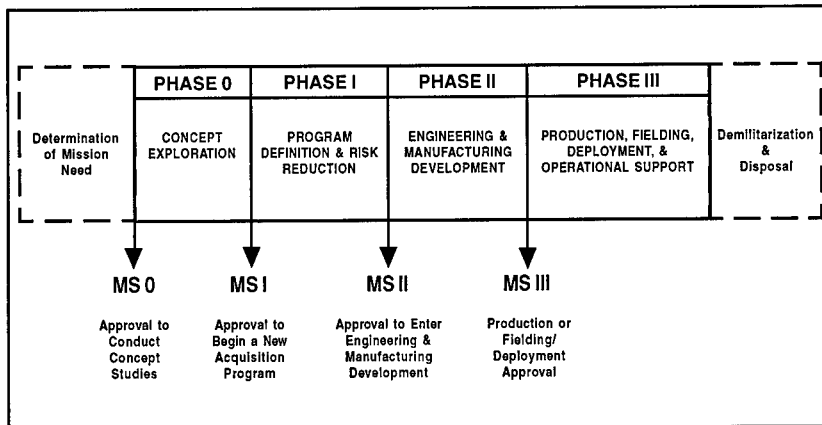 PHASE 0
PHASE I
PHASE II
PHASE III
Determination
of Mission
Need
CONCEPT
EXPLORATION
PROGRAM
DEFINITION & RISK
REDUCTION
ENGINEERING &
MANUFACTURING
DEVELOPMENT
PRODUCTION, FIELDING,
DEPLOYMENT, &
OPERATIONAL SUPPORT
Demilitarization
&
Disposal
MS 0
Approval to
Conduct
Concept
Studies
MS I
Approval to
Begin a New
Acquisition
Program
MS II
Approval to Enter
Engineering &
Manufacturing
Development
MS III
Production or
Fielding/
Deployment
Approval